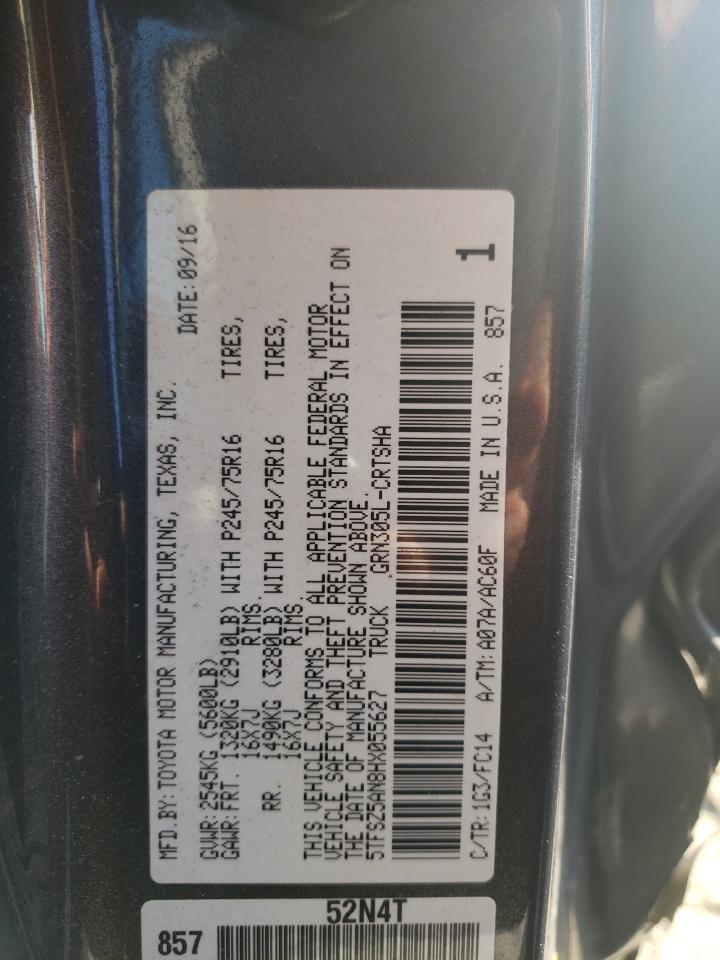 MFD.BY:TOYOTA MOTOR MANUFACTURING, TEXAS, INC.
DATE:09/16
GVWR:2545KG (5600LB)
GAWR:FRT. 1320KG (2910LB) WITH P245/75R16 TIRES,
16X7J RIMS.
RR. 1490KG (3280LB) WITH P245/75R16 TIRES,
16X7J RIMS
THIS VEHICLE CONFORMS TO ALL APPLICABLE FEDERAL MOTOR
VEHICLE SAFETY AND THEFT PREVENTION STANDARDS IN EFFECT ON
THE DATE OF MANUFACTURE SHOWN ABOVE.
5TFSZ5AN8HX055627 TRUCK GRN305L-CRTSHA
1
C/TR:1G3/FC14 A/TM:A07A/AC60F MADE IN U.S.A. 857
52N4T
857